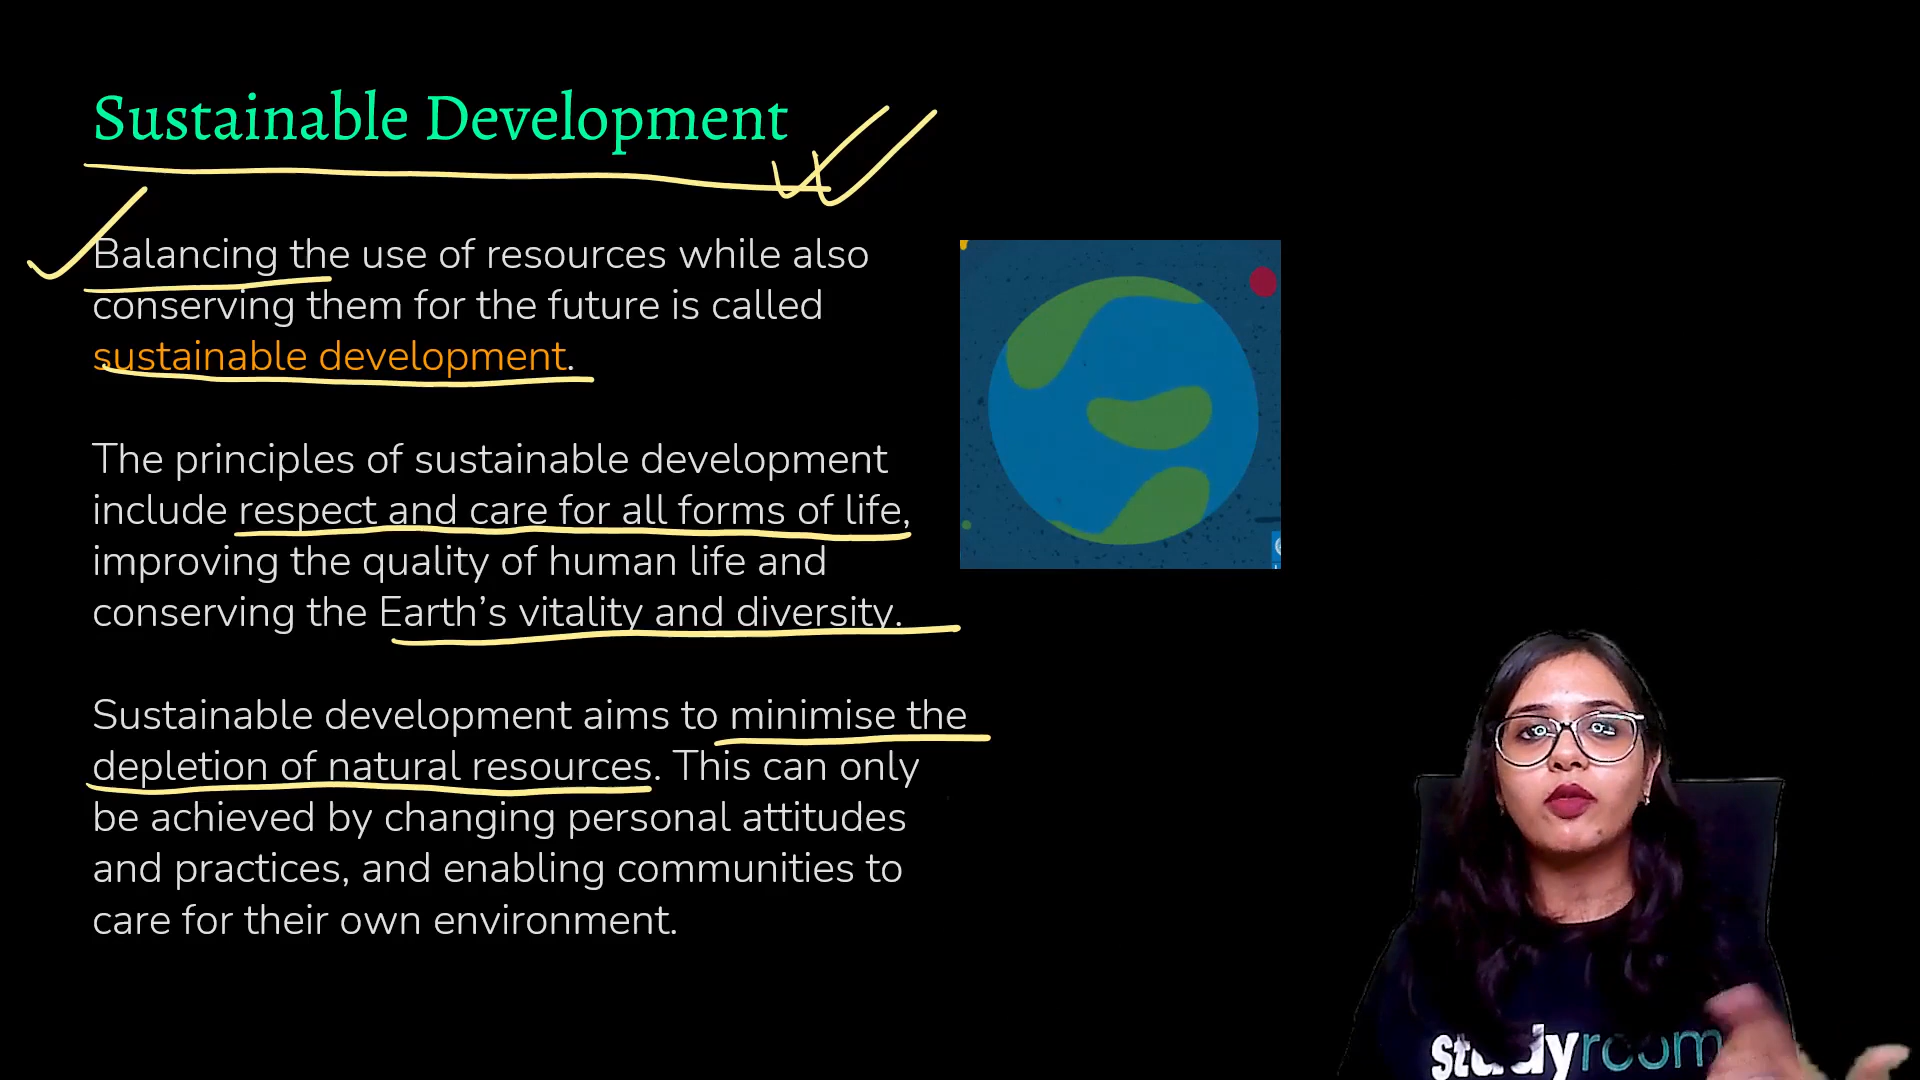 Sustainable Development
Balancing the use of resources while also
conserving them for the future is called
sustainable development.
The principles of sustainable development
include respect and care for all forms of life,
improving the quality of human life and
conserving the Earth’s vitality and diversity.
Sustainable development aims to minimise the
depletion of natural resources. This can only
be achieved by changing personal attitudes
and practices, and enabling communities to
care for their own environment.
studyroom